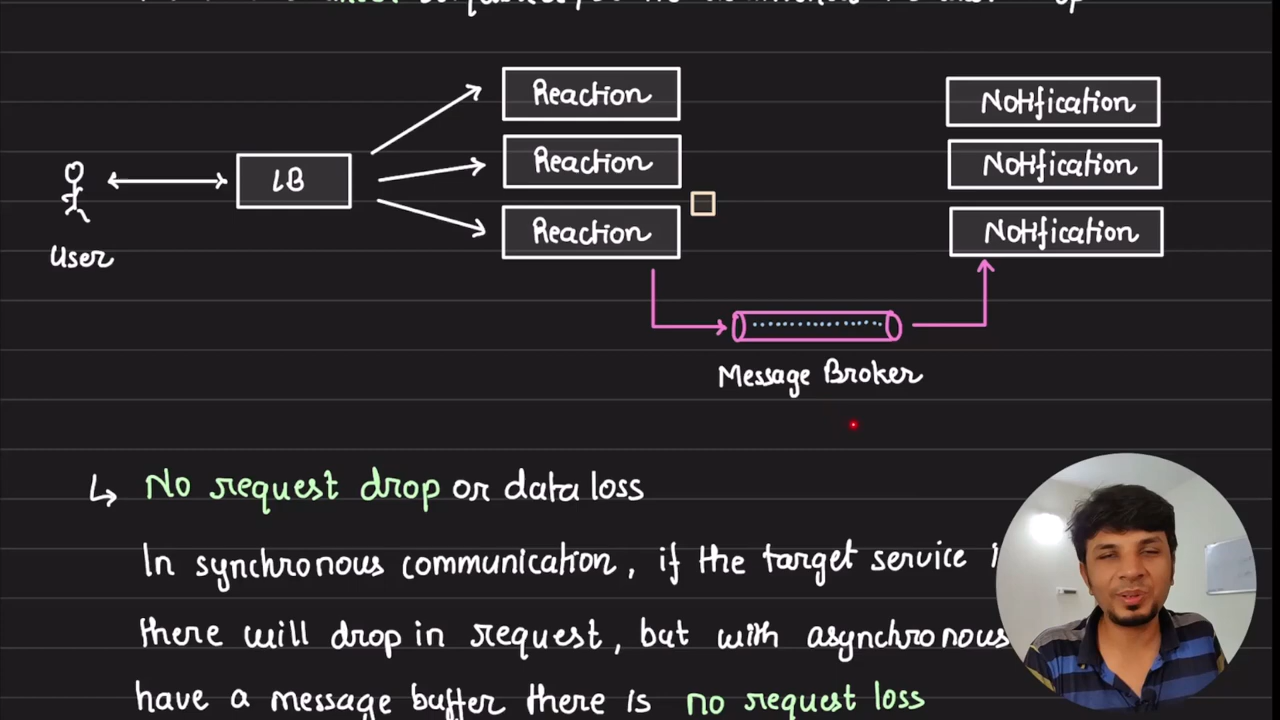 Reaction
Notification
Reaction
Notification
LB
Reaction
Notification
User
Message Broker
↳ No request drop or data loss
In synchronous communication, if the target service
there will drop in request, but with asynchronous
have a message buffer there is no request loss